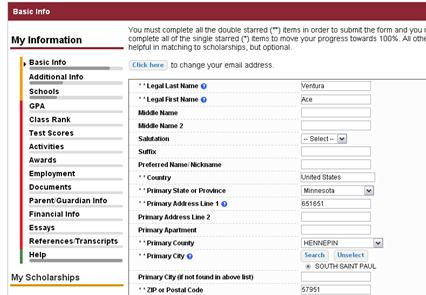 Basic Info
My Information
Basic Info
Additional Info
Schools
GPA
Class Rank
Test Scores
Activities
Awards
Employment
Documents
Parent/Guardian Info
Financial Info
Essays
References/Transcripts
Help
My Scholarships
You must complete all the double starred (**) items in order to submit the form and you
complete all of the single starred (*) items to move your progress towards 100%. All othe
helpful in matching to scholarships, but optional.
Click here to change your email address.
**Legal Last Name ? Ventura
**Legal First Name ? Ace
Middle Name
Middle Name 2
Salutation -- Select --
Suffix
Preferred Name/Nickname
**Country United States
**Primary State or Province Minnesota
**Primary Address Line 1 ? 651651
Primary Address Line 2
Primary Apartment
**Primary County HENNEPIN
**Primary City ? Search Unselect
SOUTH SAINT PAUL
Primary City (if not found in above list)
**ZIP or Postal Code 57951